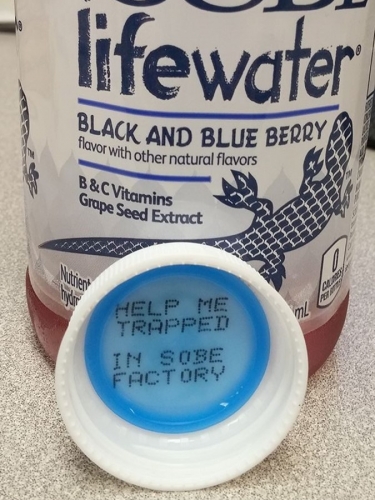 lifewater®
BLACK AND BLUE BERRY
flavor with other natural flavors
B & C Vitamins
Grape Seed Extract
0
mL
HELP ME
TRAPPED
IN SOBE
FACTORY